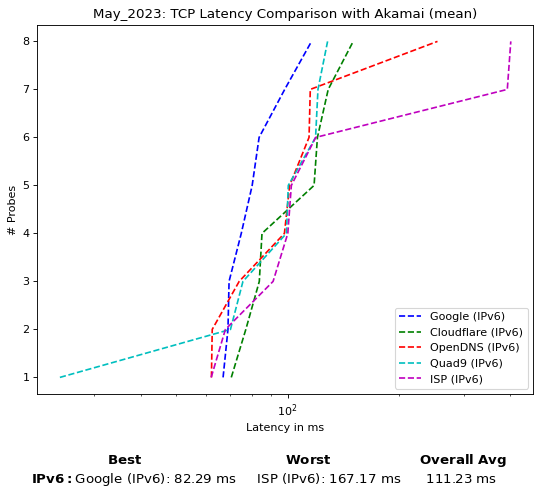 May_2023: TCP Latency Comparison with Akamai (mean)
8
7
6
5
4
3
2
1
# Probes
Google (IPv6)
Cloudflare (IPv6)
OpenDNS (IPv6)
Quad9 (IPv6)
ISP (IPv6)
10²
Latency in ms
Best Worst Overall Avg
IPv6: Google (IPv6): 82.29 ms ISP (IPv6): 167.17 ms 111.23 ms